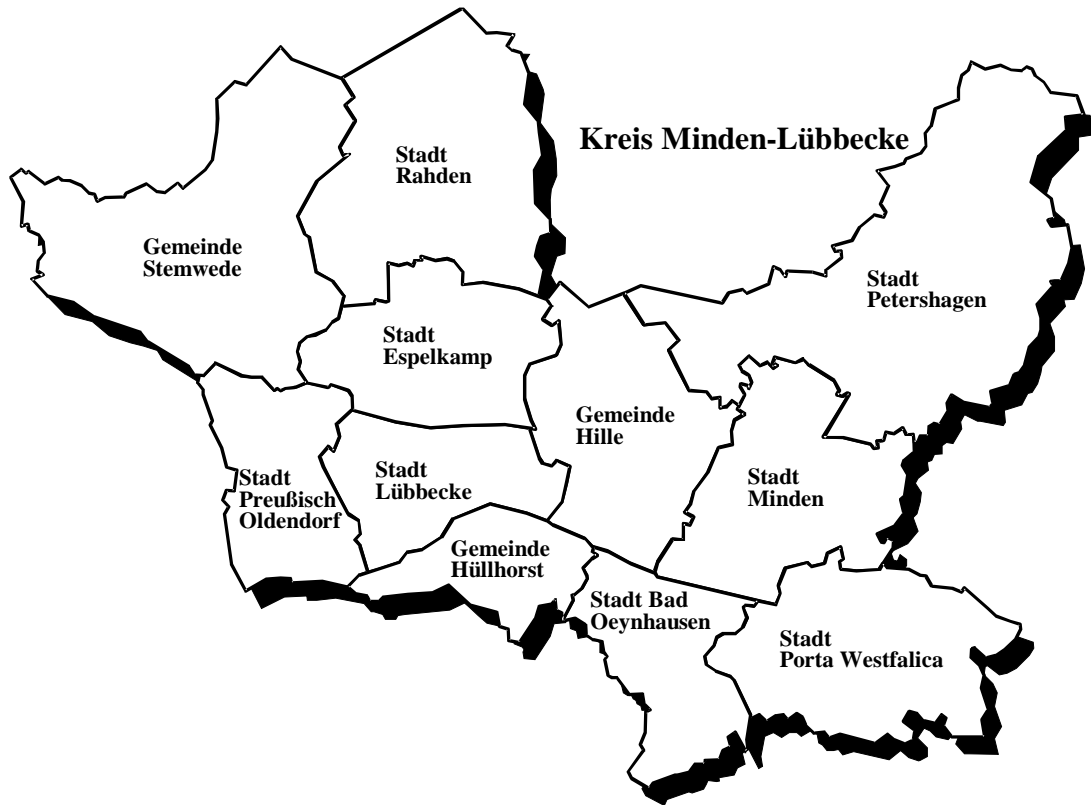 Kreis Minden-Lübbecke
Stadt
Rahden
Gemeinde
Stemwede
Stadt
Petershagen
Stadt
Espelkamp
Gemeinde
Hille
Stadt
Lübbecke
Stadt
Minden
Stadt
Preußisch
Oldendorf
Gemeinde
Hüllhorst
Stadt Bad
Oeynhausen
Stadt
Porta Westfalica